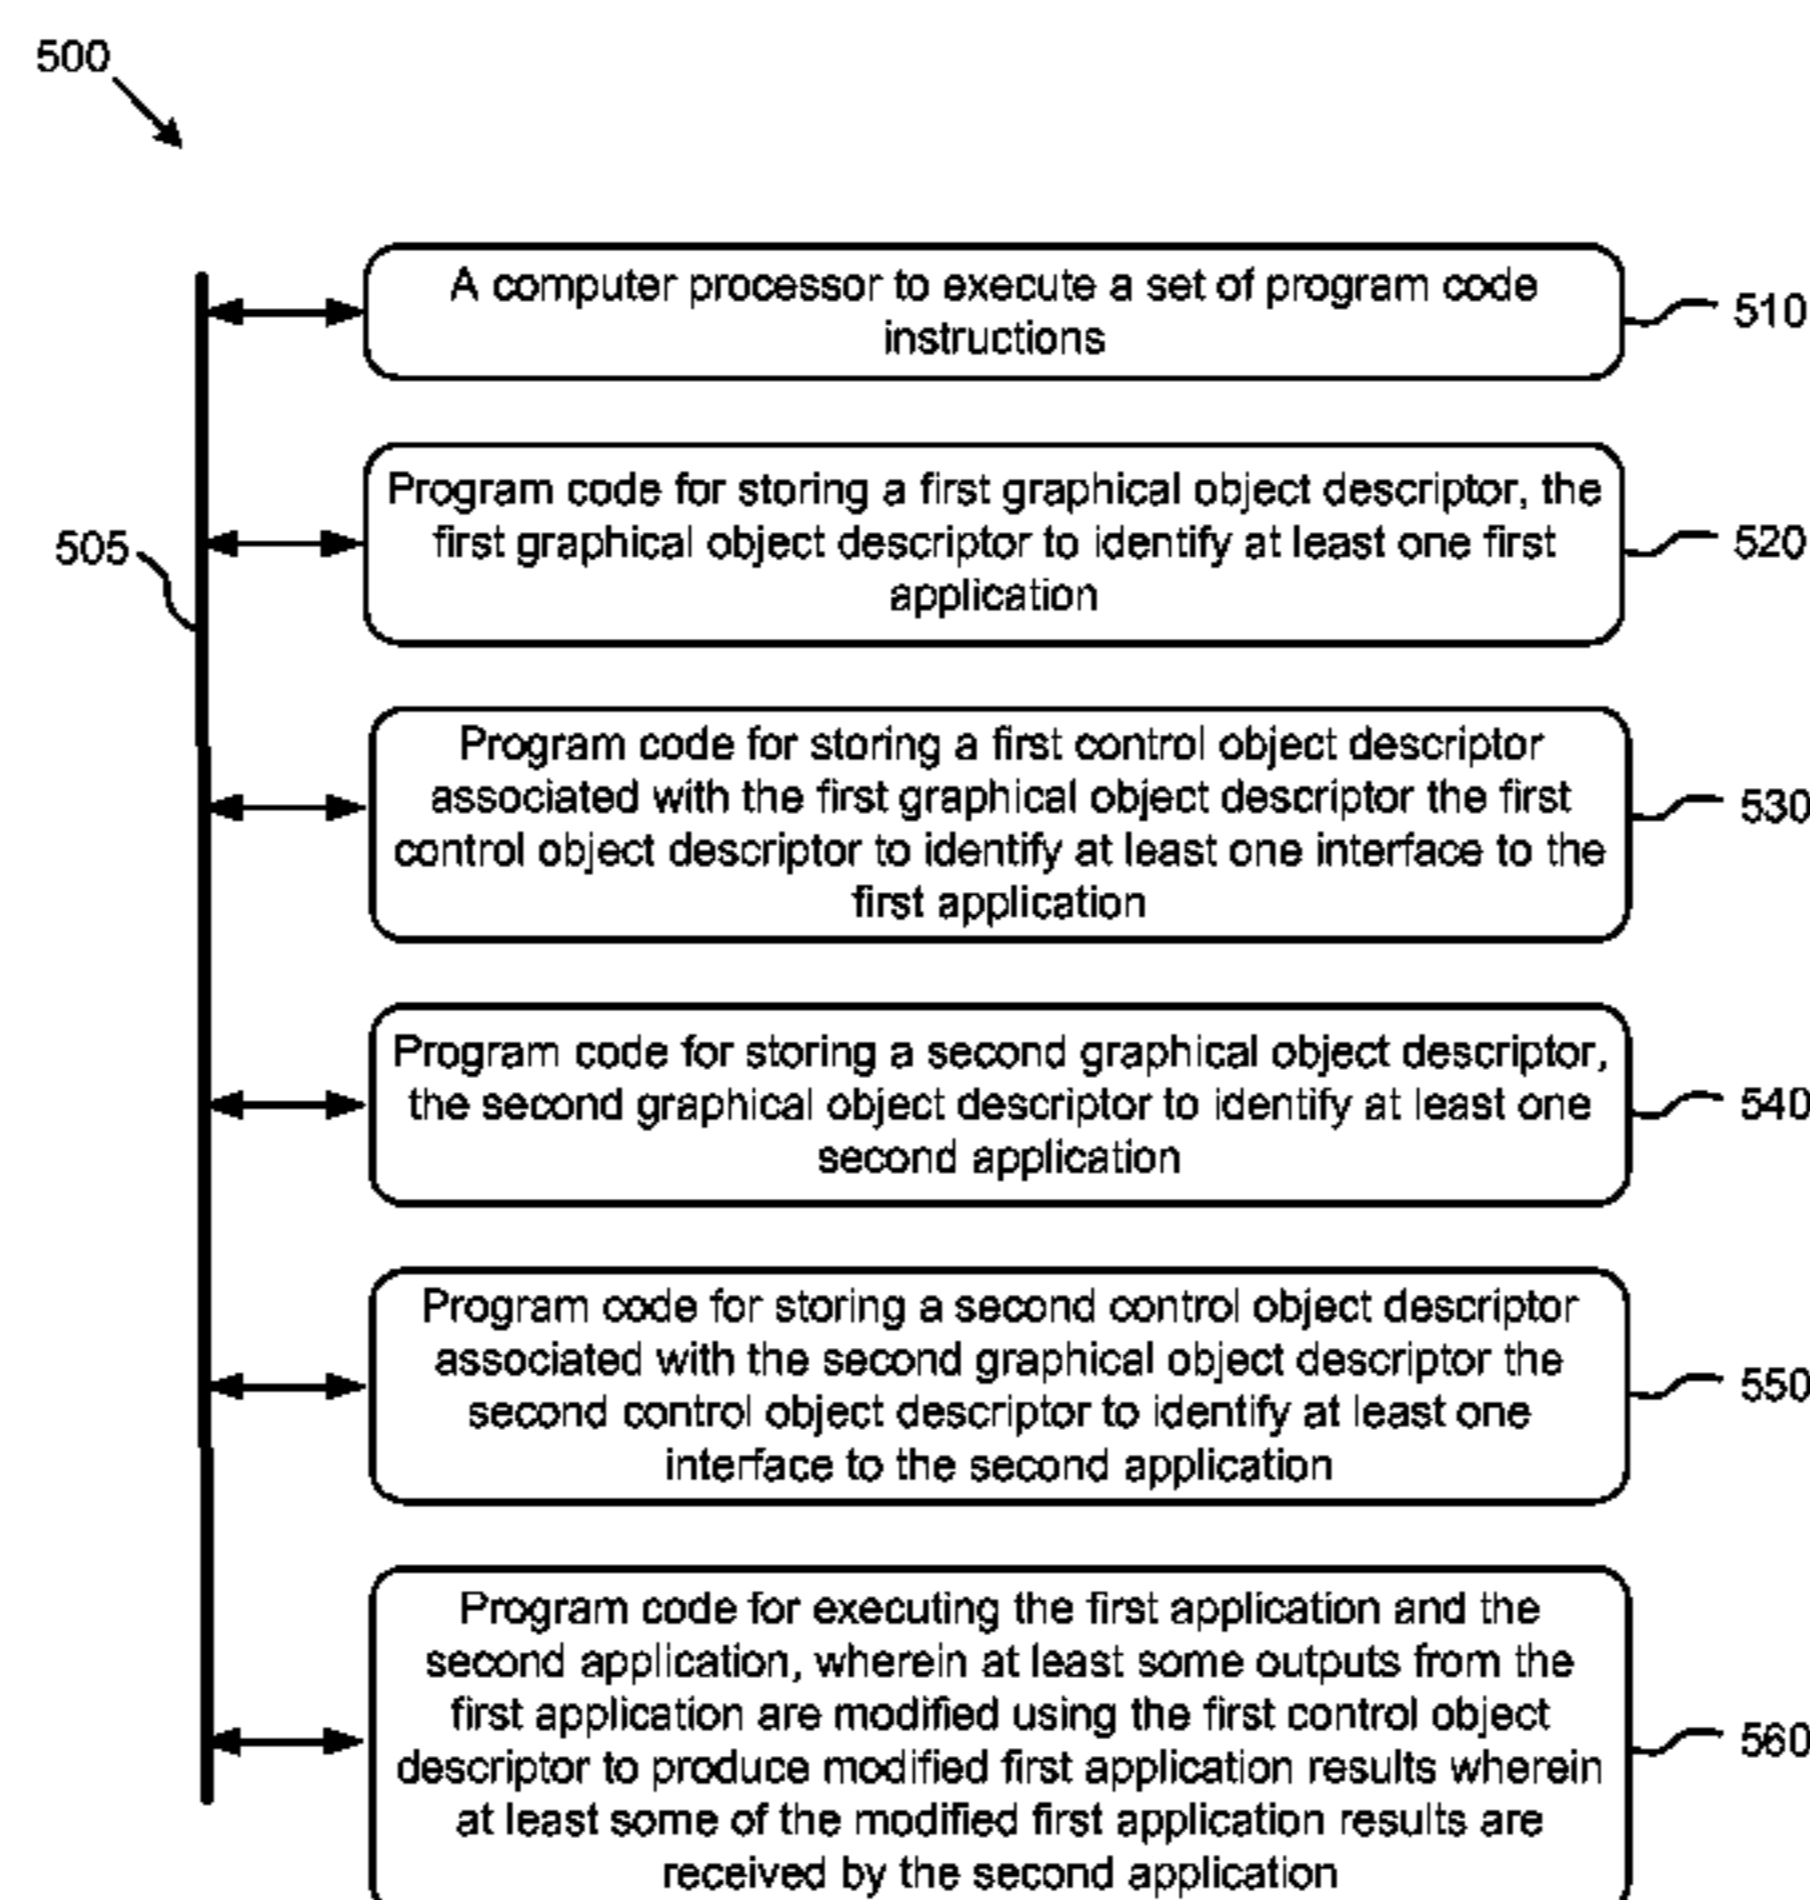 500
A computer processor to execute a set of program code
instructions
510
Program code for storing a first graphical object descriptor, the
first graphical object descriptor to identify at least one first
application
520
505
Program code for storing a first control object descriptor
associated with the first graphical object descriptor the first
control object descriptor to identify at least one interface to the
first application
530
Program code for storing a second graphical object descriptor,
the second graphical object descriptor to identify at least one
second application
540
Program code for storing a second control object descriptor
associated with the second graphical object descriptor the
second control object descriptor to identify at least one
interface to the second application
550
Program code for executing the first application and the
second application, wherein at least some outputs from the
first application are modified using the first control object
descriptor to produce modified first application results wherein
at least some of the modified first application results are
received by the second application
560